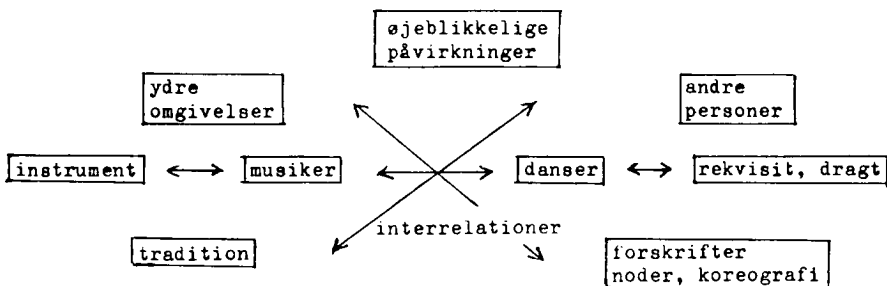 øjeblikkelige
påvirkninger
ydre
omgivelser
andre
personer
instrument
musiker
danser
rekvisit, dragt
interrelationer
tradition
forskrifter
noder, koreografi